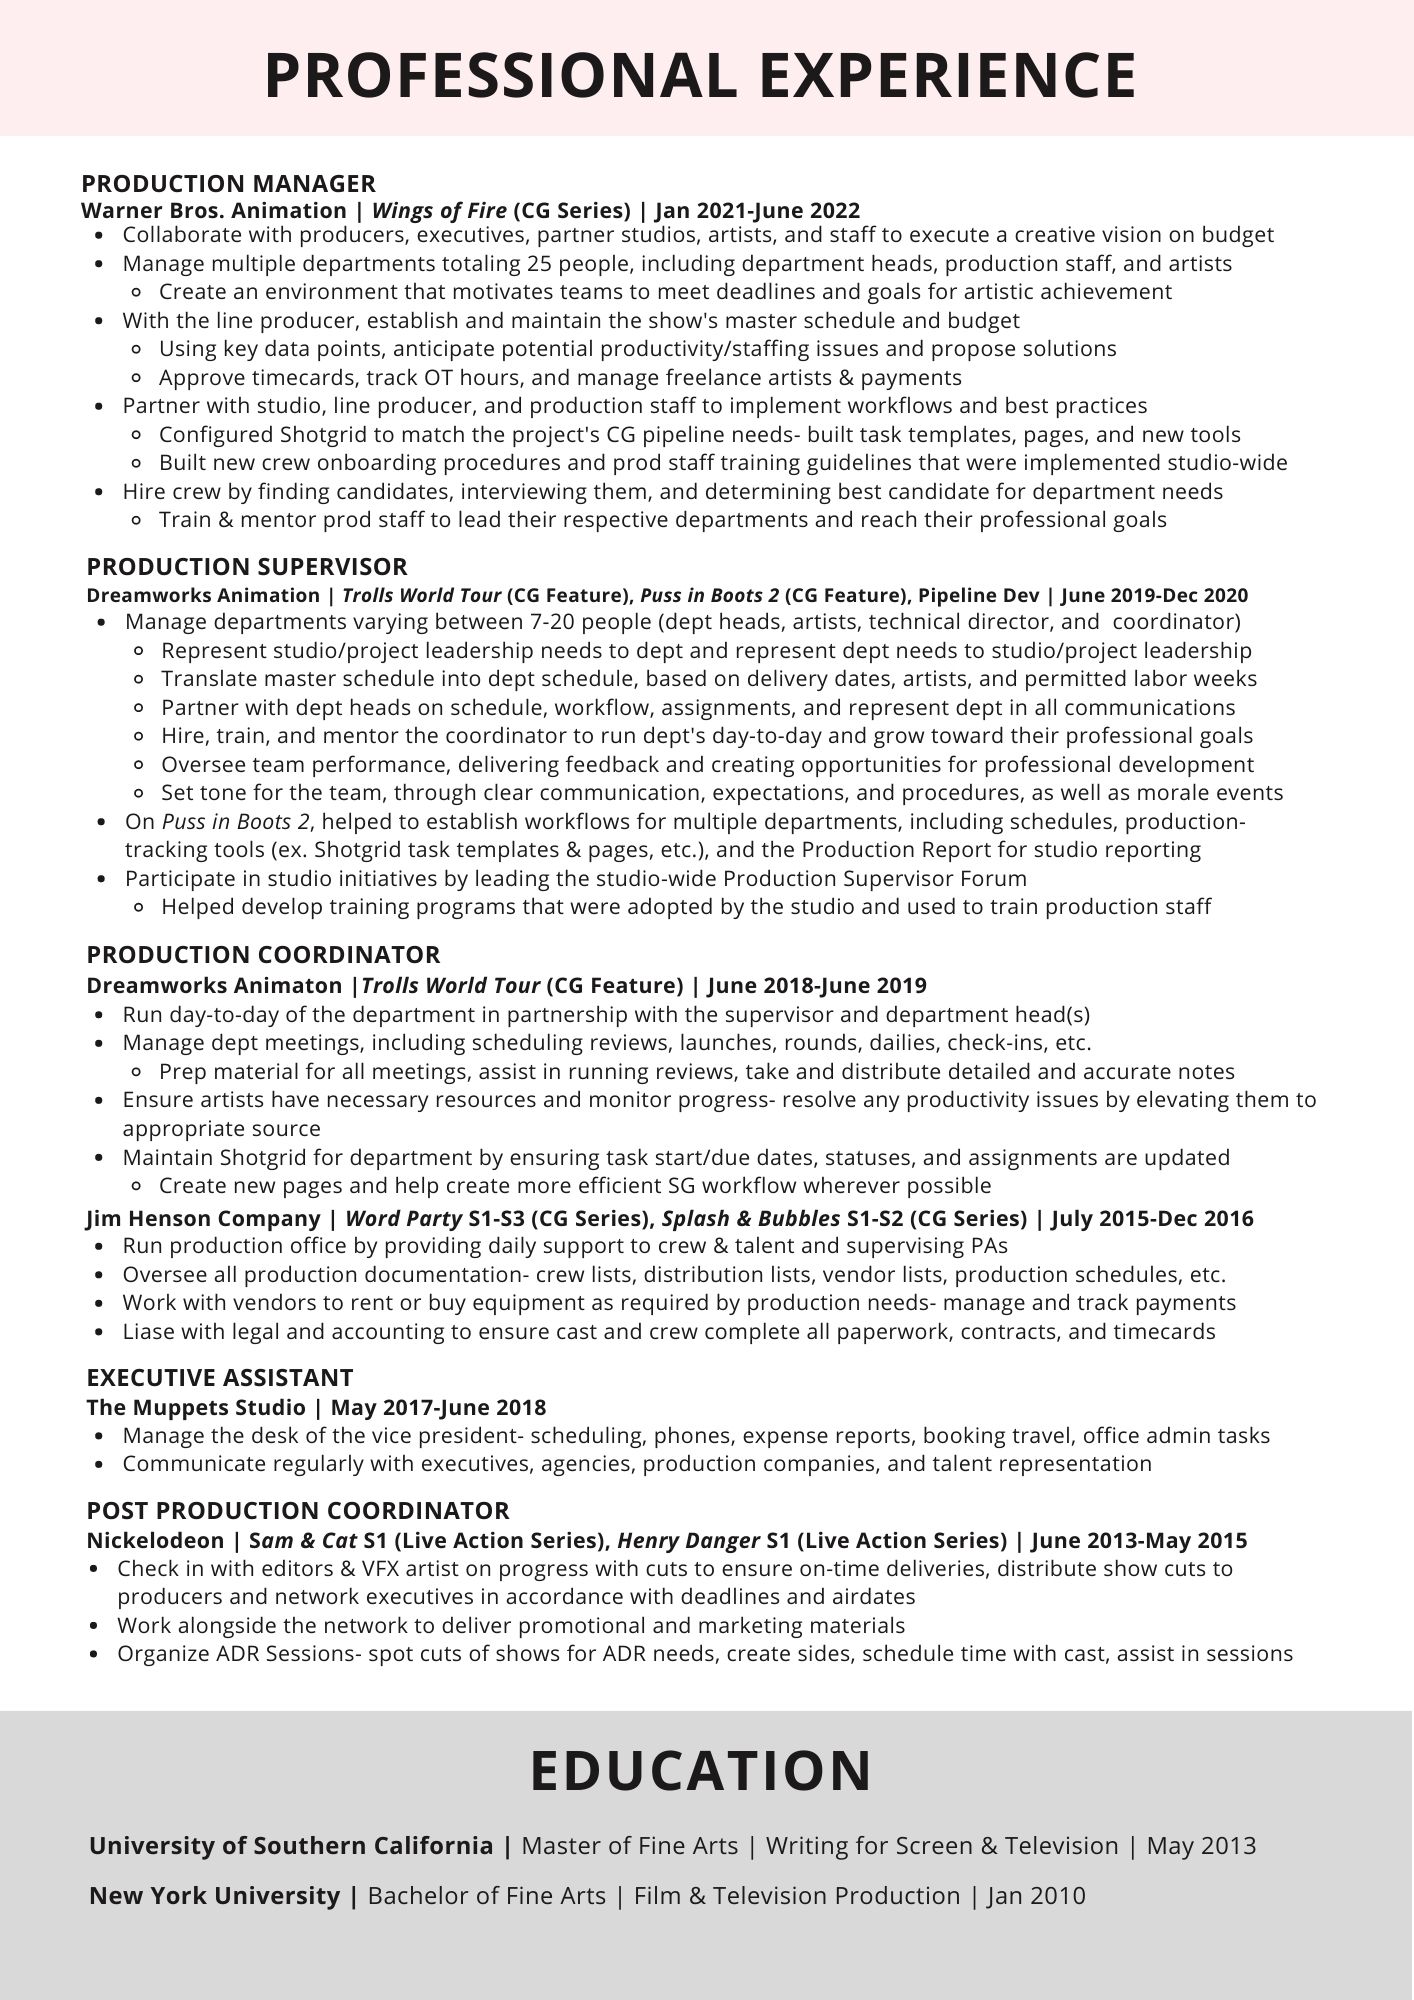 PROFESSIONAL EXPERIENCE
PRODUCTION MANAGER
Warner Bros. Animation | Wings of Fire (CG Series) | Jan 2021-June 2022
• Collaborate with producers, executives, partner studios, artists, and staff to execute a creative vision on budget
• Manage multiple departments totaling 25 people, including department heads, production staff, and artists
◦ Create an environment that motivates teams to meet deadlines and goals for artistic achievement
• With the line producer, establish and maintain the show's master schedule and budget
◦ Using key data points, anticipate potential productivity/staffing issues and propose solutions
◦ Approve timecards, track OT hours, and manage freelance artists & payments
• Partner with studio, line producer, and production staff to implement workflows and best practices
◦ Configured Shotgrid to match the project's CG pipeline needs- built task templates, pages, and new tools
◦ Built new crew onboarding procedures and prod staff training guidelines that were implemented studio-wide
• Hire crew by finding candidates, interviewing them, and determining best candidate for department needs
◦ Train & mentor prod staff to lead their respective departments and reach their professional goals
PRODUCTION SUPERVISOR
Dreamworks Animation | Trolls World Tour (CG Feature), Puss in Boots 2 (CG Feature), Pipeline Dev | June 2019-Dec 2020
• Manage departments varying between 7-20 people (dept heads, artists, technical director, and  coordinator)
◦ Represent studio/project leadership needs to dept and represent dept needs to studio/project leadership
◦ Translate master schedule into dept schedule, based on delivery dates, artists, and permitted labor weeks
◦ Partner with dept heads on schedule, workflow, assignments, and represent dept in all communications
◦ Hire, train, and mentor the coordinator to run dept's day-to-day and grow toward their professional goals
◦ Oversee team performance, delivering feedback and creating opportunities for professional development
◦ Set tone for the team, through clear communication, expectations, and procedures, as well as morale events
• On Puss in Boots 2, helped to establish workflows for multiple departments, including schedules, production-
tracking tools (ex. Shotgrid task templates & pages, etc.), and the Production Report for studio reporting
• Participate in studio initiatives by leading the studio-wide Production Supervisor Forum
◦ Helped develop training programs that were adopted by the studio and used to train production staff
PRODUCTION COORDINATOR
Dreamworks Animaton |Trolls World Tour (CG Feature) | June 2018-June 2019
• Run day-to-day of the department in partnership with the supervisor and department head(s)
• Manage dept meetings, including scheduling reviews, launches, rounds, dailies, check-ins, etc.
◦ Prep material for all meetings, assist in running reviews, take and distribute detailed and accurate notes
• Ensure artists have necessary resources and monitor progress- resolve any productivity issues by elevating them to
appropriate source
• Maintain Shotgrid for department by ensuring task start/due dates, statuses, and assignments are updated
◦ Create new pages and help create more efficient SG workflow wherever possible
Jim Henson Company | Word Party S1-S3 (CG Series), Splash & Bubbles S1-S2 (CG Series) | July 2015-Dec 2016
• Run production office by providing daily support to crew & talent and supervising PAs
• Oversee all production documentation- crew lists, distribution lists, vendor lists, production schedules, etc.
• Work with vendors to rent or buy equipment as required by production needs- manage and track payments
• Liase with legal and accounting to ensure cast and crew complete all paperwork, contracts, and timecards
EXECUTIVE ASSISTANT
The Muppets Studio | May 2017-June 2018
• Manage the desk of the vice president- scheduling, phones, expense reports, booking travel, office admin tasks
• Communicate regularly with executives, agencies, production companies, and talent representation
POST PRODUCTION COORDINATOR
Nickelodeon | Sam & Cat S1 (Live Action Series), Henry Danger S1 (Live Action Series) | June 2013-May 2015
• Check in with editors & VFX artist on progress with cuts to ensure on-time deliveries, distribute show cuts to
producers and network executives in accordance with deadlines and airdates
• Work alongside the network to deliver promotional and marketing materials
• Organize ADR Sessions- spot cuts of shows for ADR needs, create sides, schedule time with cast, assist in sessions
EDUCATION
University of Southern California | Master of Fine Arts | Writing for Screen & Television | May 2013
New York University | Bachelor of Fine Arts | Film & Television Production | Jan 2010